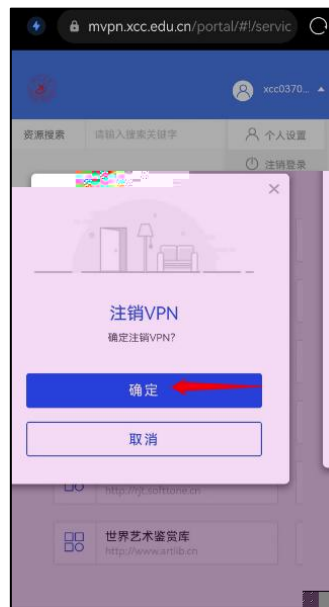 mvpn.xcc.edu.cn/portal/#!/servic
xcc0370...
资源搜索
请输入搜索关键字
个人设置
注销登录
注销VPN
确定注销VPN?
确定
取消
http://rjt.softtone.cn
世界艺术鉴赏库
http://www.artlib.cn